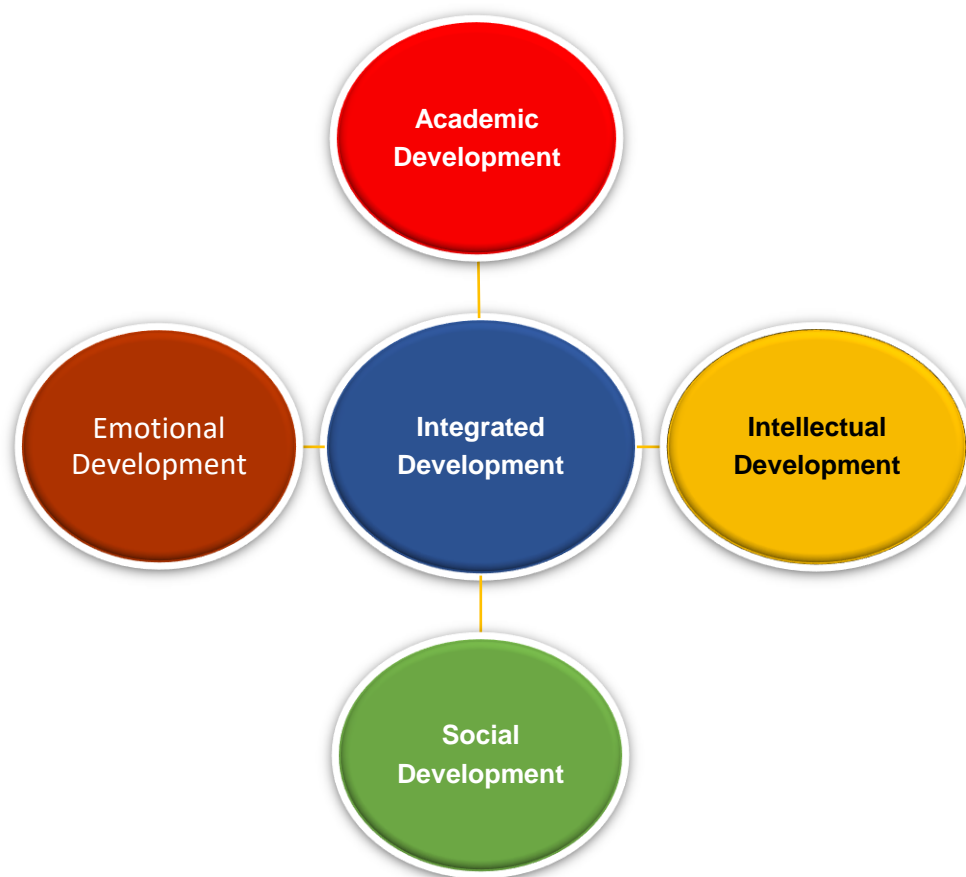 Academic
Development
Emotional
Development
Integrated
Development
Intellectual
Development
Social
Development